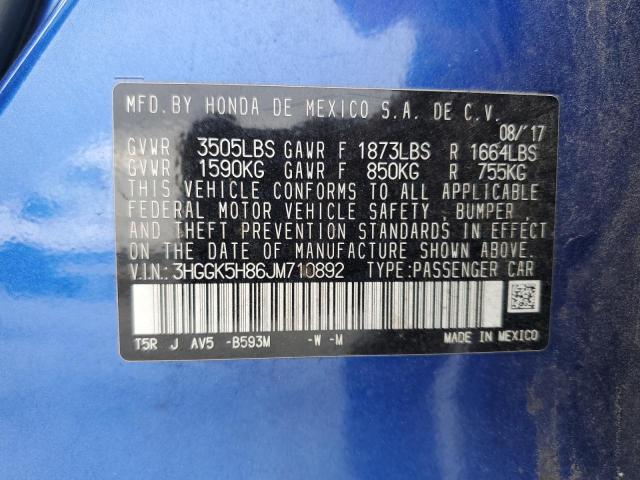 MFD. BY HONDA DE MEXICO S.A. DE C.V.
08/'17
GVWR 3505LBS GAWR F 1873LBS R 1664LBS
GVWR 1590KG GAWR F 850KG R 755KG
THIS VEHICLE CONFORMS TO ALL APPLICABLE
FEDERAL MOTOR VEHICLE SAFETY, BUMPER,
AND THEFT PREVENTION STANDARDS IN EFFECT
ON THE DATE OF MANUFACTURE SHOWN ABOVE.
V.I.N.: 3HGGK5H86JM710892 TYPE:PASSENGER CAR
T5R J AV5 -B593M -W -M MADE IN MEXICO